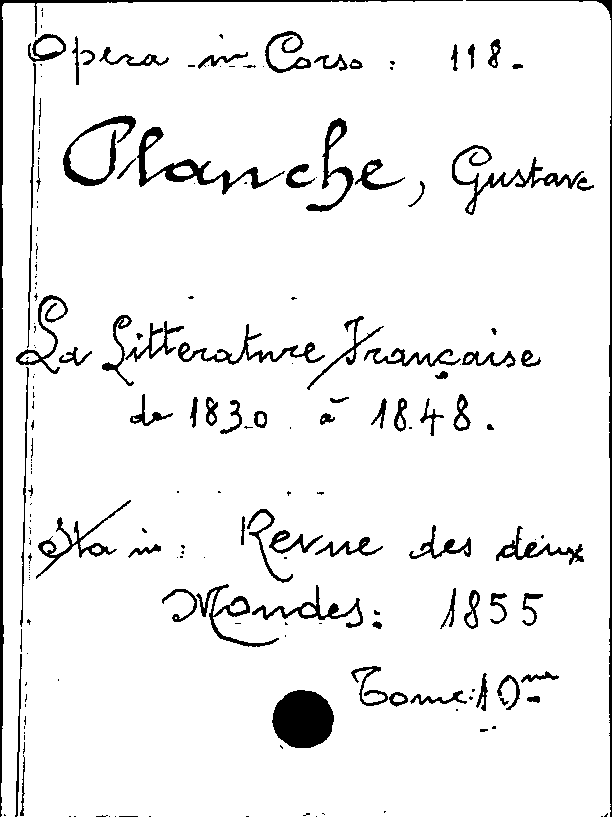 Opera in Corso: 118.
Planche, Gustave
La Littérature Française
de 1830 à 1848.
Sta in: Revue des deux
Mondes: 1855
Tome 10me